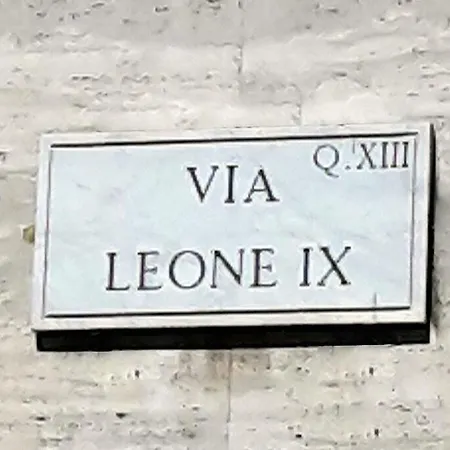 Q. XIII
VIA
LEONE IX